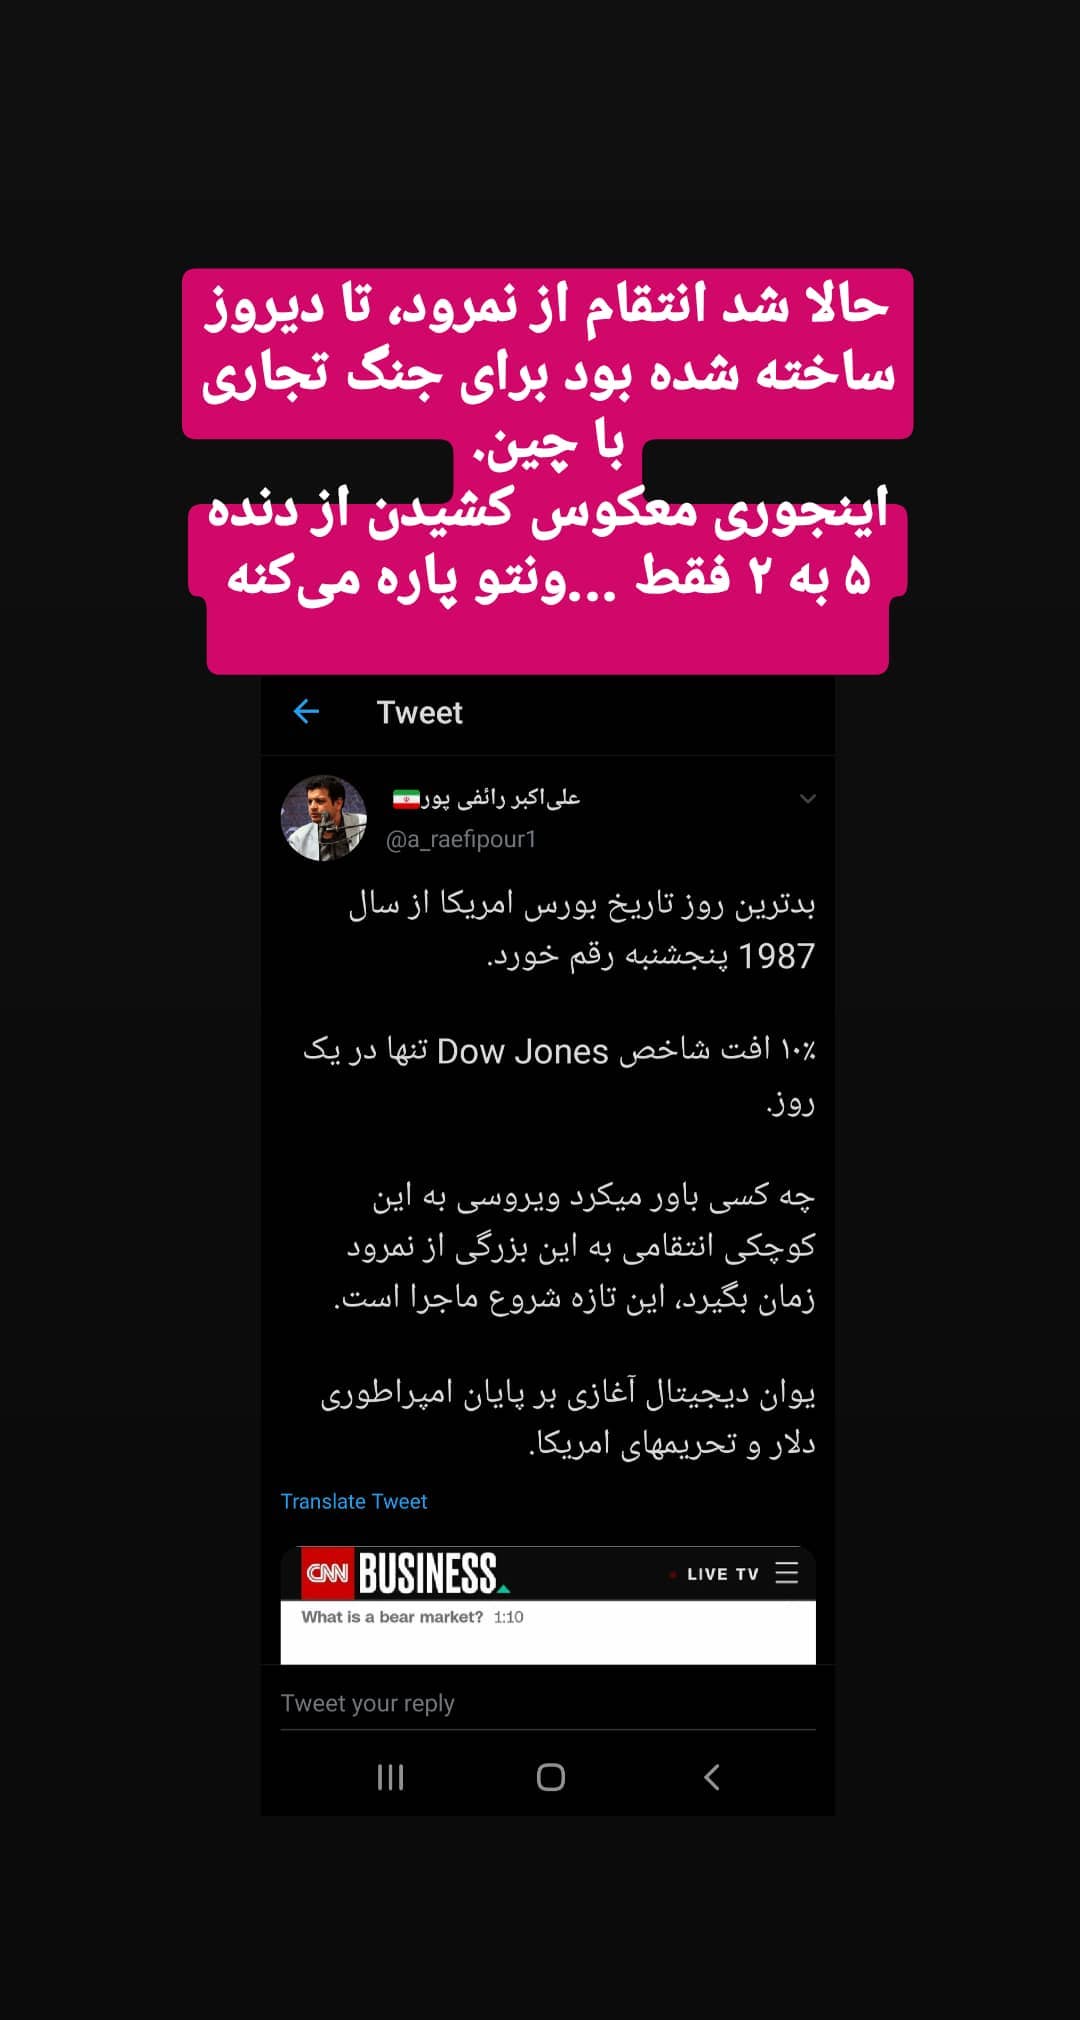 حالا شد انتقام از نمرود، تا دیروز
ساخته شده بود برای جنگ تجاری
با چین.
اینجوری معکوس کشیدن از دنده
۵ به ۲ فقط ...ونتو پاره می‌کنه
Tweet
علی‌اکبر رائفی پور🇮🇷
@a_raefipour1
بدترین روز تاریخ بورس امریکا از سال
1987 پنجشنبه رقم خورد.
۱۰٪ افت شاخص Dow Jones تنها در یک
روز.
چه کسی باور میکرد ویروسی به این
کوچکی انتقامی به این بزرگی از نمرود
زمان بگیرد، این تازه شروع ماجرا است.
یوان دیجیتال آغازی بر پایان امپراطوری
دلار و تحریمهای امریکا.
Translate Tweet
CNN BUSINESS LIVE TV
What is a bear market? 1:10
Tweet your reply